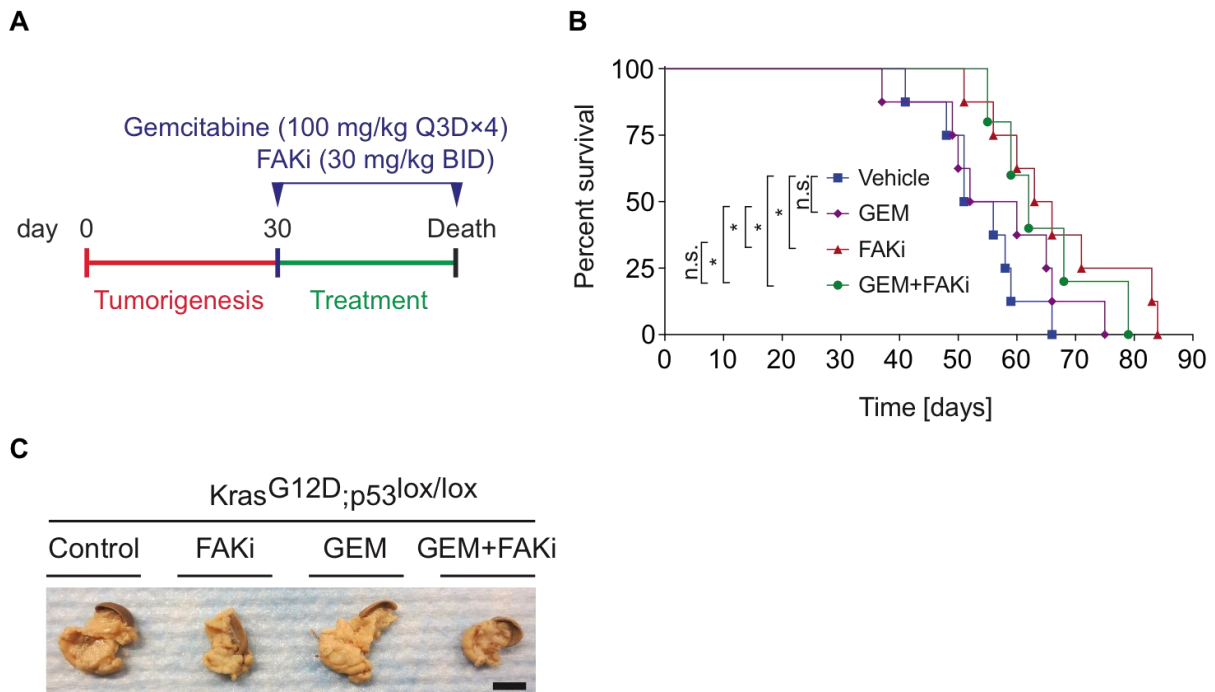 A
Gemcitabine (100 mg/kg Q3D×4)
FAKi (30 mg/kg BID)
day 0 30 Death
Tumorigenesis Treatment
B
Percent survival
100
75
50
25
0
0 10 20 30 40 50 60 70 80 90
Time [days]
n.s.
*
*
*
*
n.s.
Vehicle
GEM
FAKi
GEM+FAKi
C
KrasG12D;p53lox/lox
Control FAKi GEM GEM+FAKi